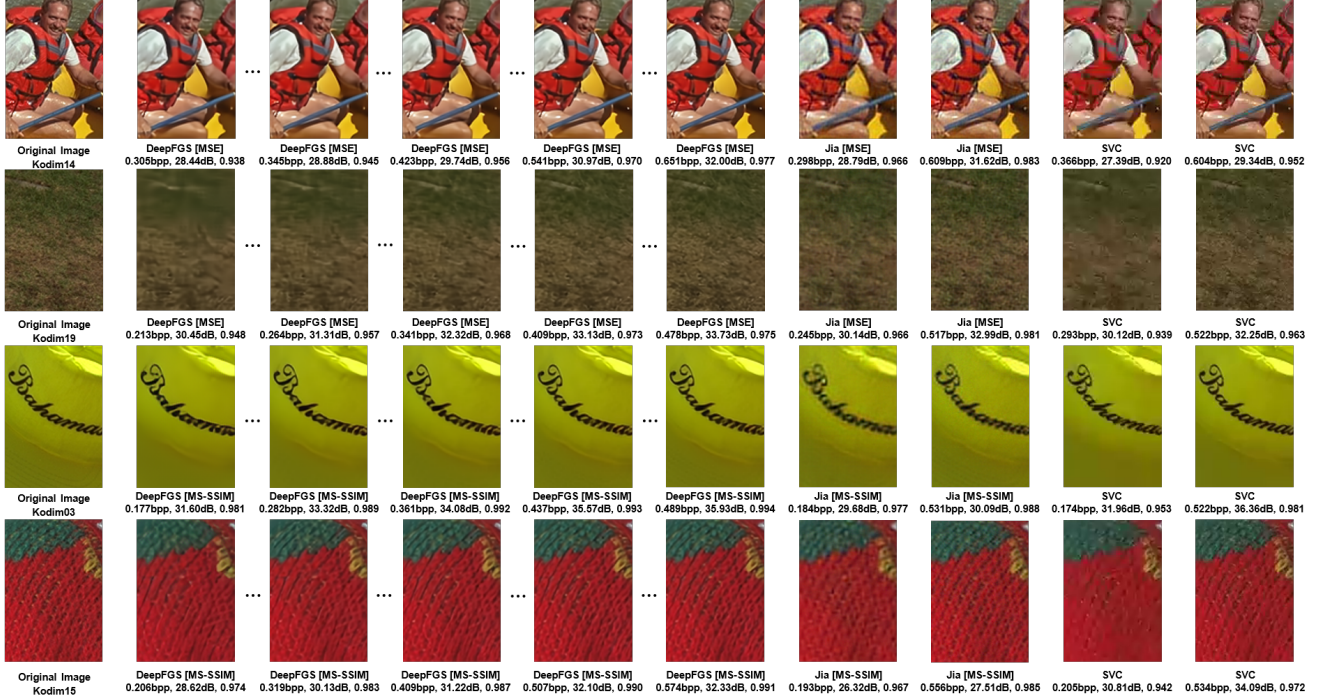 Original Image
Kodim14
DeepFGS [MSE]
0.305bpp, 28.44dB, 0.938
...
DeepFGS [MSE]
0.345bpp, 28.88dB, 0.945
...
DeepFGS [MSE]
0.423bpp, 29.74dB, 0.956
...
DeepFGS [MSE]
0.541bpp, 30.97dB, 0.970
...
DeepFGS [MSE]
0.651bpp, 32.00dB, 0.977
Jia [MSE]
0.298bpp, 28.79dB, 0.966
Jia [MSE]
0.609bpp, 31.62dB, 0.983
SVC
0.366bpp, 27.39dB, 0.920
SVC
0.604bpp, 29.34dB, 0.952
Original Image
Kodim19
DeepFGS [MSE]
0.213bpp, 30.45dB, 0.948
...
DeepFGS [MSE]
0.264bpp, 31.31dB, 0.957
...
DeepFGS [MSE]
0.341bpp, 32.32dB, 0.968
...
DeepFGS [MSE]
0.409bpp, 33.13dB, 0.973
...
DeepFGS [MSE]
0.478bpp, 33.73dB, 0.975
Jia [MSE]
0.245bpp, 30.14dB, 0.966
Jia [MSE]
0.517bpp, 32.99dB, 0.981
SVC
0.293bpp, 30.12dB, 0.939
SVC
0.522bpp, 32.25dB, 0.963
Bahamas
Bahamas
Bahamas
Bahamas
Bahamas
Bahamas
Bahamas
Bahamas
Bahamas
Bahamas
Original Image
Kodim03
DeepFGS [MS-SSIM]
0.177bpp, 31.60dB, 0.981
...
DeepFGS [MS-SSIM]
0.282bpp, 33.32dB, 0.989
...
DeepFGS [MS-SSIM]
0.361bpp, 34.08dB, 0.992
...
DeepFGS [MS-SSIM]
0.437bpp, 35.57dB, 0.993
...
DeepFGS [MS-SSIM]
0.489bpp, 35.93dB, 0.994
Jia [MS-SSIM]
0.184bpp, 29.68dB, 0.977
Jia [MS-SSIM]
0.531bpp, 30.09dB, 0.988
SVC
0.174bpp, 31.96dB, 0.953
SVC
0.522bpp, 36.36dB, 0.981
Original Image
Kodim15
DeepFGS [MS-SSIM]
0.206bpp, 28.62dB, 0.974
...
DeepFGS [MS-SSIM]
0.319bpp, 30.13dB, 0.983
...
DeepFGS [MS-SSIM]
0.409bpp, 31.22dB, 0.987
...
DeepFGS [MS-SSIM]
0.507bpp, 32.10dB, 0.990
...
DeepFGS [MS-SSIM]
0.574bpp, 32.33dB, 0.991
Jia [MS-SSIM]
0.193bpp, 26.32dB, 0.967
Jia [MS-SSIM]
0.556bpp, 27.51dB, 0.985
SVC
0.205bpp, 30.81dB, 0.942
SVC
0.534bpp, 34.09dB, 0.972